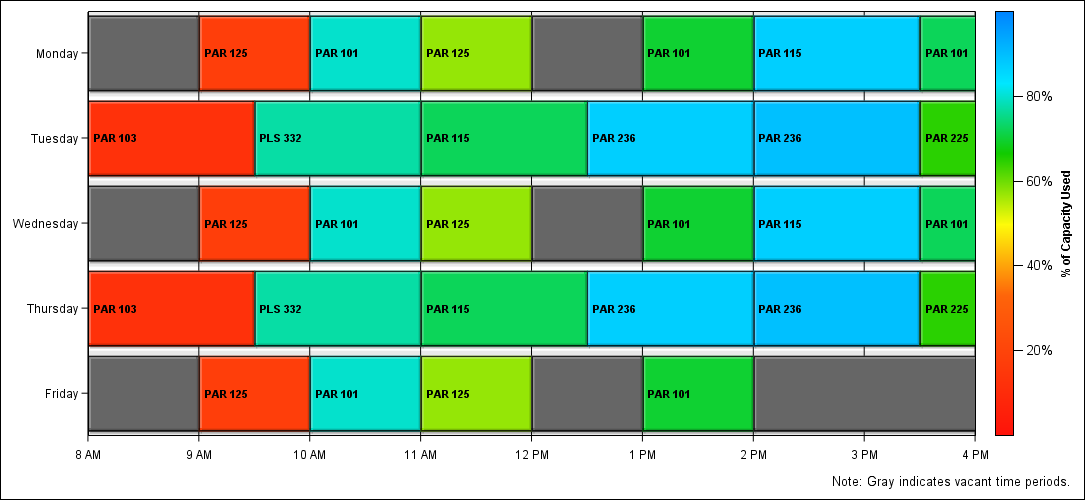 Monday
PAR 125
PAR 101
PAR 125
PAR 101
PAR 115
PAR 101
80%
Tuesday
PAR 103
PLS 332
PAR 115
PAR 236
PAR 236
PAR 225
60%
Wednesday
PAR 125
PAR 101
PAR 125
PAR 101
PAR 115
PAR 101
% of Capacity Used
40%
Thursday
PAR 103
PLS 332
PAR 115
PAR 236
PAR 236
PAR 225
20%
Friday
PAR 125
PAR 101
PAR 125
PAR 101
8 AM
9 AM
10 AM
11 AM
12 PM
1 PM
2 PM
3 PM
4 PM
Note: Gray indicates vacant time periods.